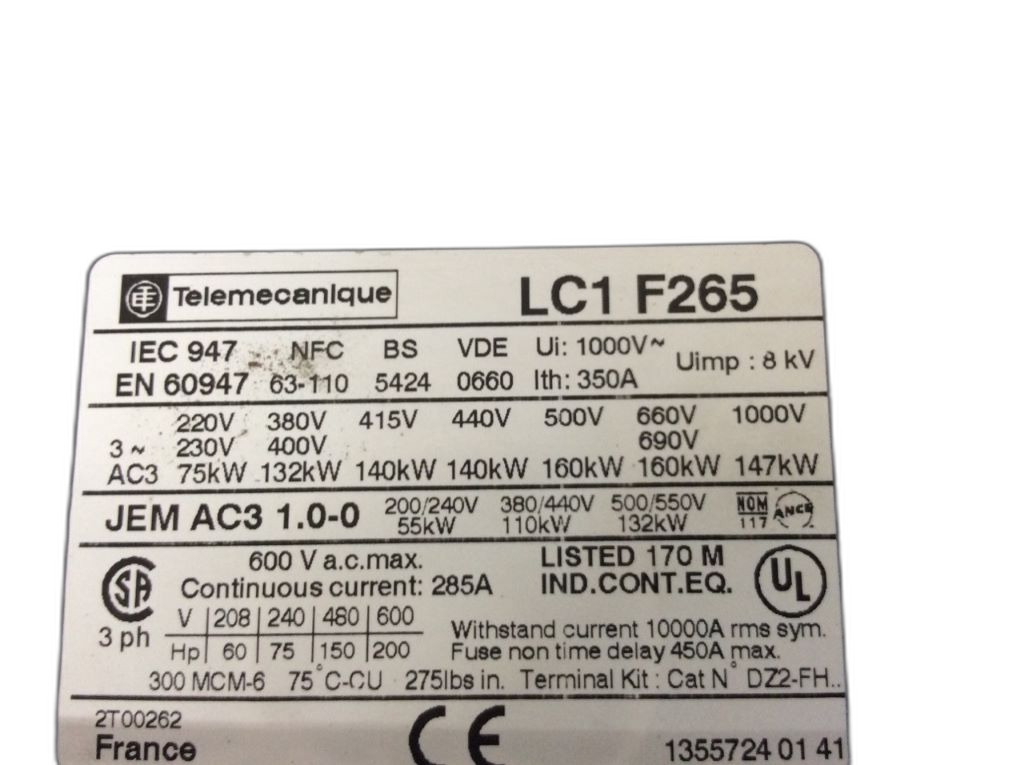 Telemecanique LC1 F265
IEC 947 NFC BS VDE Ui: 1000V~ Uimp : 8 kV
EN 60947 63-110 5424 0660 Ith: 350A
220V 380V 415V 440V 500V 660V 1000V
3 ~ 230V 400V 690V
AC3 75kW 132kW 140kW 140kW 160kW 160kW 147kW
JEM AC3 1.0-0 200/240V 380/440V 500/550V NOM ANCE
55kW 110kW 132kW 117
600 V a.c.max. LISTED 170 M
SA Continuous current: 285A IND.CONT.EQ. UL
V 208 240 480 600
3 ph Hp 60 75 150 200
Withstand current 10000A rms sym.
Fuse non time delay 450A max.
300 MCM-6 75°C-CU 275lbs in. Terminal Kit : Cat N° DZ2-FH..
2T00262
France CE 1355724 01 41